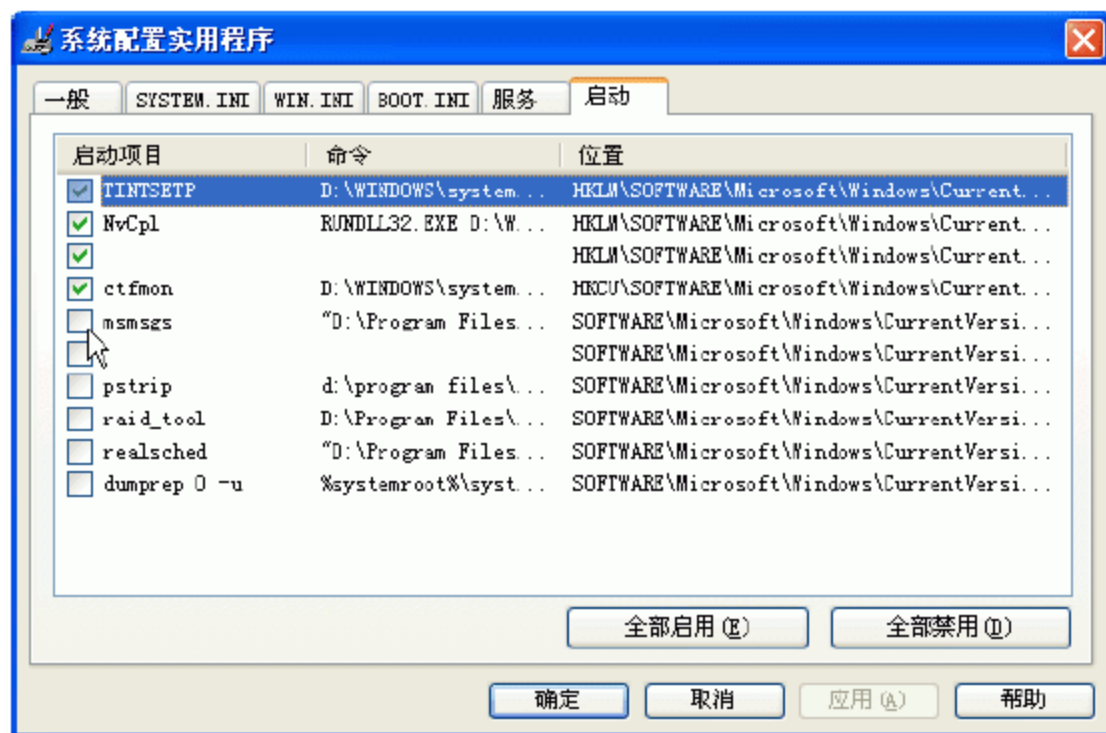 系统配置实用程序
一般 SYSTEM.INI WIN.INI BOOT.INI 服务 启动
启动项目 命令 位置
TINTSETP D:\WINDOWS\system... HKLM\SOFTWARE\Microsoft\Windows\Current...
NvCpl RUNDLL32.EXE D:\W... HKLM\SOFTWARE\Microsoft\Windows\Current...
HKLM\SOFTWARE\Microsoft\Windows\Current...
ctfmon D:\WINDOWS\system... HKCU\SOFTWARE\Microsoft\Windows\Current...
msmsgs "D:\Program Files... SOFTWARE\Microsoft\Windows\CurrentVersi...
SOFTWARE\Microsoft\Windows\CurrentVersi...
pstrip d:\program files\... SOFTWARE\Microsoft\Windows\CurrentVersi...
raid_tool D:\Program Files\... SOFTWARE\Microsoft\Windows\CurrentVersi...
realsched "D:\Program Files... SOFTWARE\Microsoft\Windows\CurrentVersi...
dumprep 0 -u %systemroot%\syst... SOFTWARE\Microsoft\Windows\CurrentVersi...
全部启用(E) 全部禁用(D)
确定 取消 应用(A) 帮助